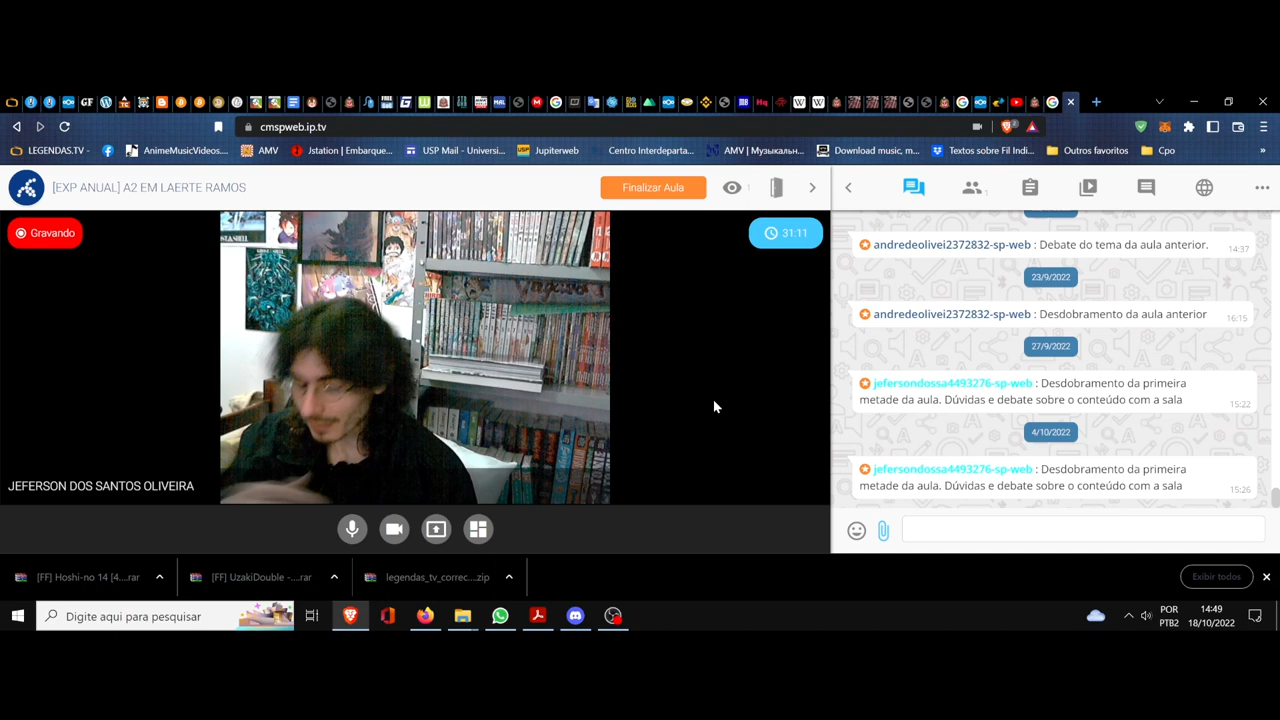 cmspweb.ip.tv
2
LEGENDAS.TV -
AnimeMusicVideos...
AMV
Jstation | Embarque...
USP Mail - Universi...
Jupiterweb
Centro Interdeparta...
AMV | Музыкальн...
Download music, m...
Textos sobre Fil Indi...
Outros favoritos
Cpo
»
[EXP ANUAL] A2 EM LAERTE RAMOS
Finalizar Aula
1
1
Gravando
31:11
JEFERSON DOS SANTOS OLIVEIRA
andredeolivei2372832-sp-web : Debate do tema da aula anterior.
14:37
23/9/2022
andredeolivei2372832-sp-web : Desdobramento da aula anterior
16:15
27/9/2022
jefersondossa4493276-sp-web : Desdobramento da primeira
metade da aula. Dúvidas e debate sobre o conteúdo com a sala
15:22
4/10/2022
jefersondossa4493276-sp-web : Desdobramento da primeira
metade da aula. Dúvidas e debate sobre o conteúdo com a sala
15:26
[FF] Hoshi-no 14 [4....rar
[FF] UzakiDouble -....rar
legendas_tv_correc....zip
Exibir todos
Digite aqui para pesquisar
POR
PTB2
14:49
18/10/2022